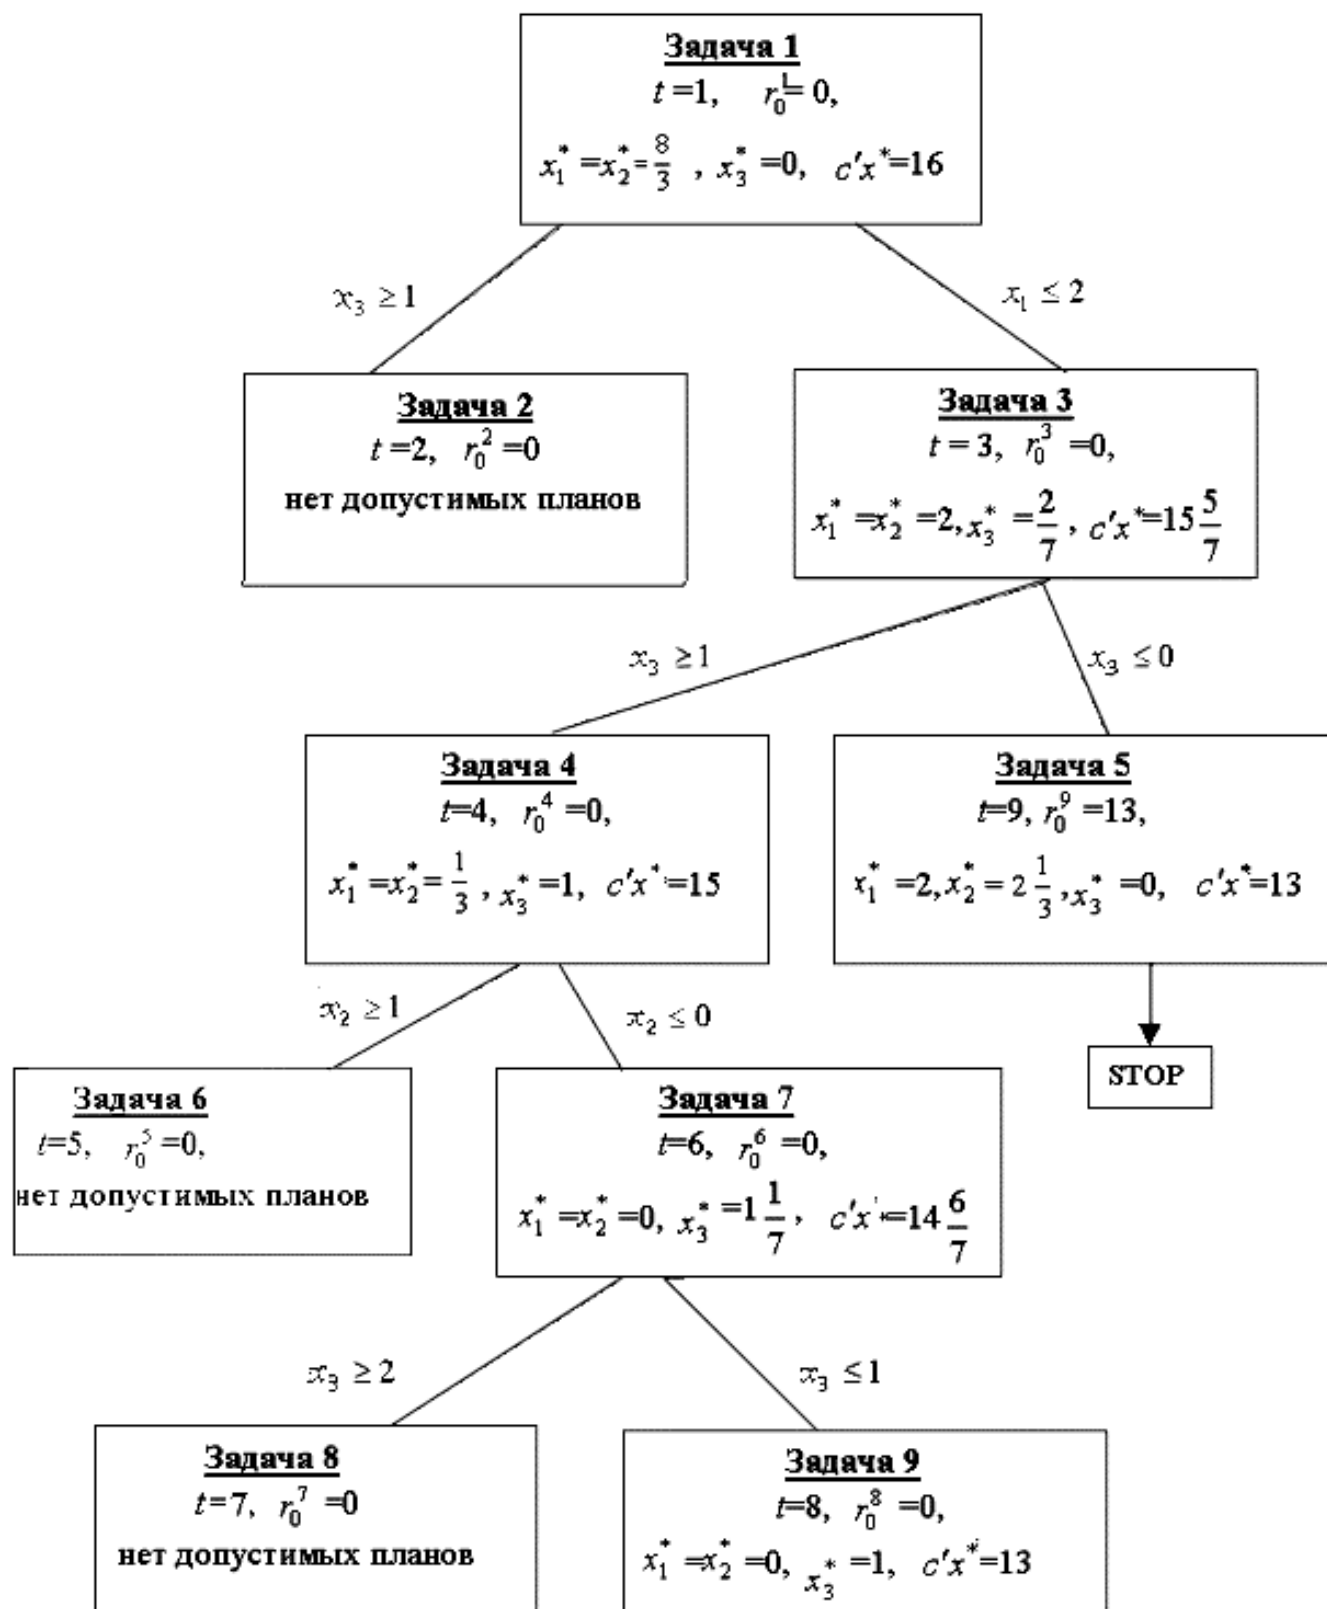 Задача 1
t =1, r₀¹= 0,
x₁* =x₂*= 8/3 , x₃* =0, c′x*=16
x₃ ≥ 1
x₁ ≤ 2
Задача 2
t =2, r₀² =0
нет допустимых планов
Задача 3
t = 3, r₀³ =0,
x₁* =x₂* =2, x₃* = 2/7 , c′x*=15 5/7
x₃ ≥ 1
x₃ ≤ 0
Задача 4
t=4, r₀⁴ =0,
x₁* =x₂*= 1/3 , x₃* =1, c′x*=15
Задача 5
t=9, r₀⁹ =13,
x₁* =2, x₂* = 2 1/3 , x₃* =0, c′x*=13
x₂ ≥ 1
x₂ ≤ 0
STOP
Задача 6
t=5, r₀⁵ =0,
нет допустимых планов
Задача 7
t=6, r₀⁶ =0,
x₁* =x₂* =0, x₃* =1 1/7 , c′x*=14 6/7
x₃ ≥ 2
x₃ ≤ 1
Задача 8
t=7, r₀⁷ =0
нет допустимых планов
Задача 9
t=8, r₀⁸ =0,
x₁* =x₂* =0, x₃* =1, c′x*=13